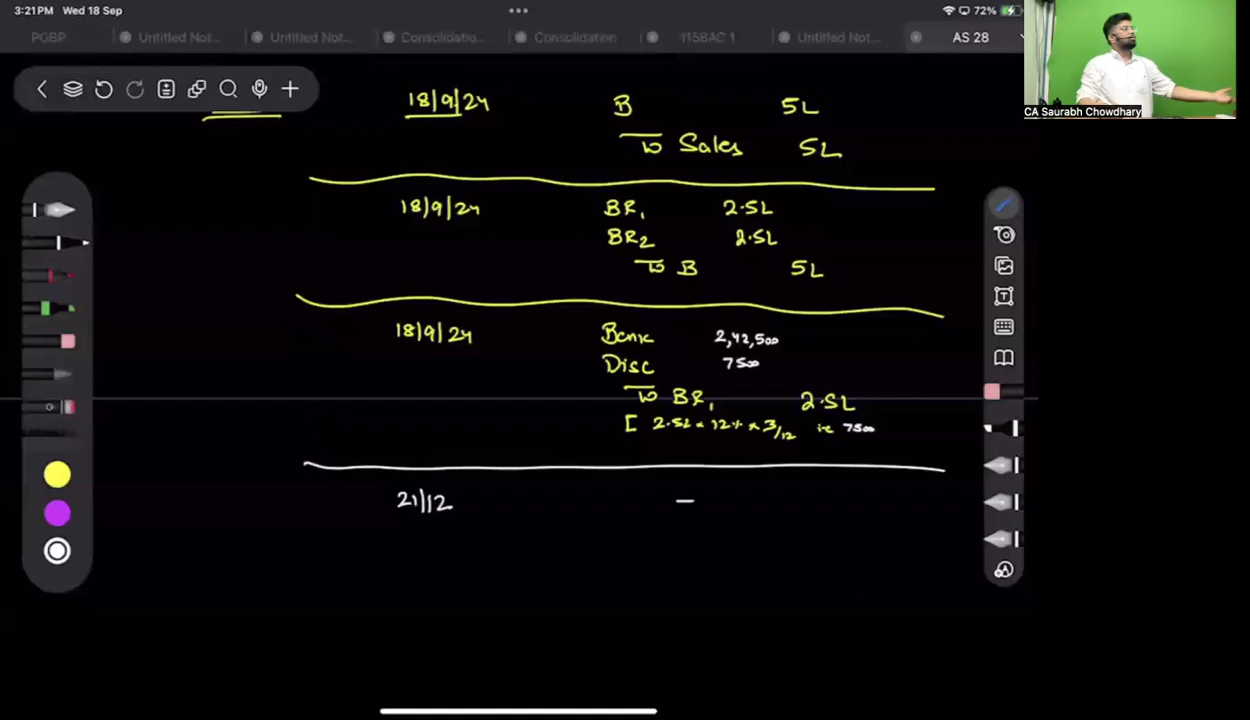 3:21 PM Wed 18 Sep
72%
PGBP
Untitled Not...
Untitled Not...
Consolidatio...
Consolidation
115BAC 1
Untitled Not...
AS 28
CA Saurabh Chowdhary
18/9/24 B 5L
To Sales 5L
18/9/24 BR1 2.5L
BR2 2.5L
To B 5L
18/9/24 Bank 2,42,500
Disc 7500
To BR1 2.5L
[ 2.5L × 12% × 3/12 ie 7500
21/12 —